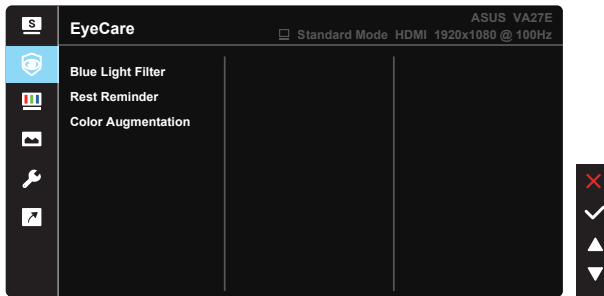 S
EyeCare
ASUS VA27E
Standard Mode HDMI 1920x1080 @ 100Hz
Blue Light Filter
Rest Reminder
Color Augmentation